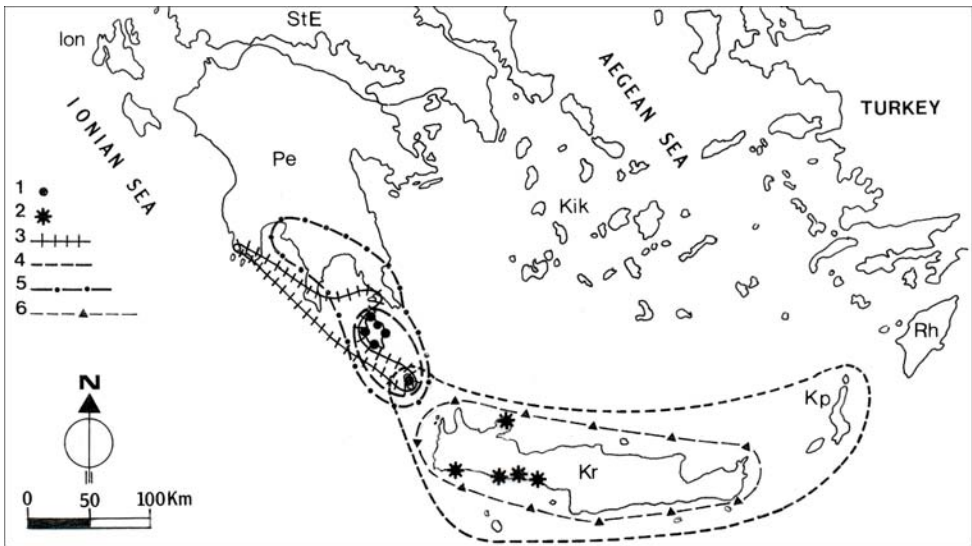 Ion
StE
IONIAN SEA
AEGEAN SEA
TURKEY
Pe
Kik
1
2
3
4
5
6
Rh
Kp
Kr
N
0 50 100Km